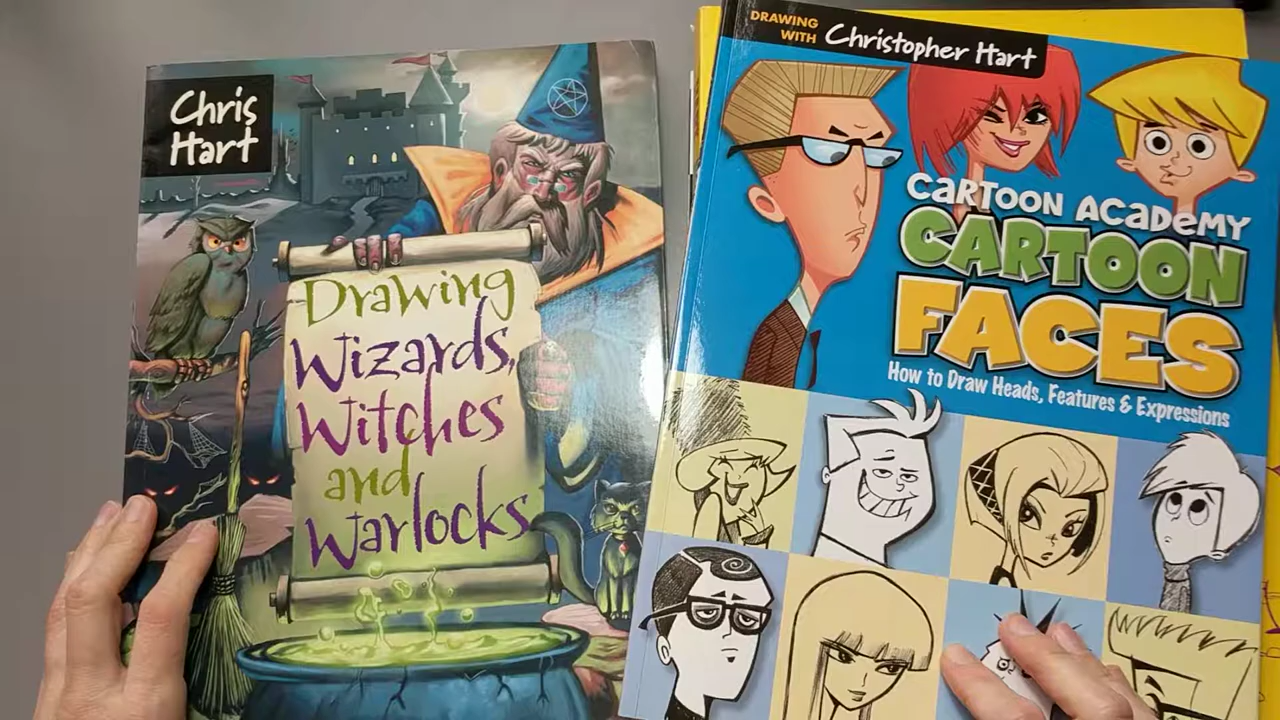 Chris
Hart
Drawing
Wizards,
Witches
and
Warlocks
DRAWING
WITH
Christopher Hart
CARTOON ACADEMY
CARTOON
FACES
How to Draw Heads, Features & Expressions